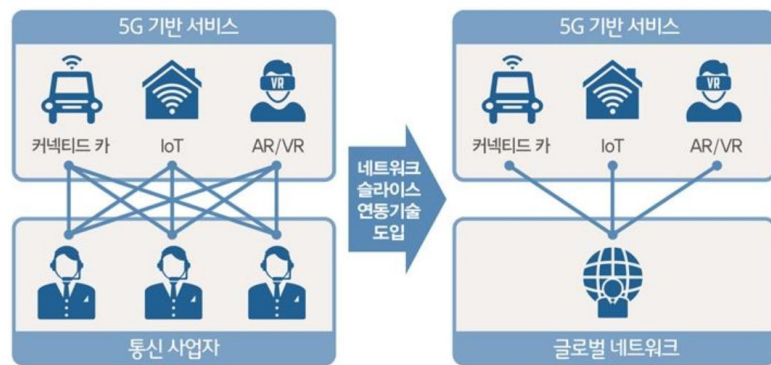 5G 기반 서비스
VR
커넥티드 카
IoT
AR/VR
통신 사업자
네트워크
슬라이스
연동기술
도입
5G 기반 서비스
VR
커넥티드 카
IoT
AR/VR
글로벌 네트워크